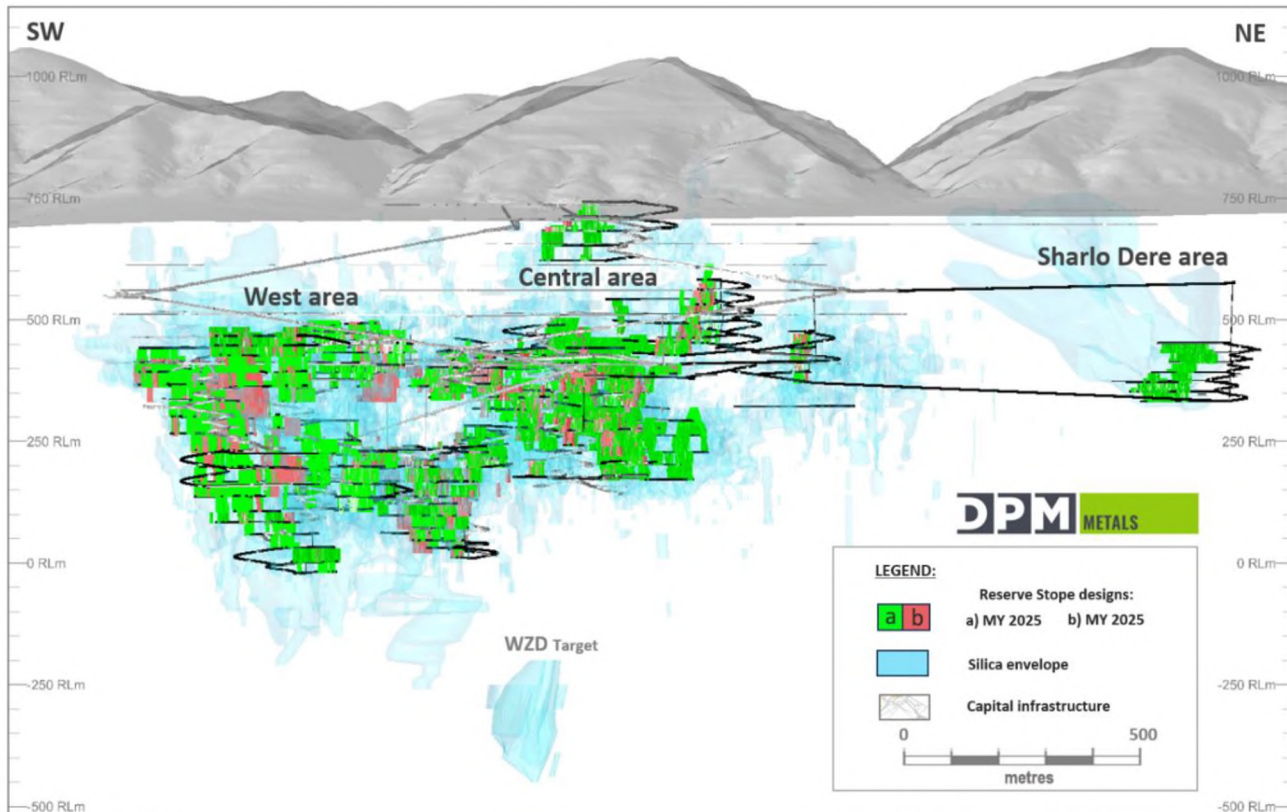 SW
NE
1000 RLm
1000 RLm
750 RLm
750 RLm
Sharlo Dere area
Central area
West area
500 RLm
500 RLm
250 RLm
250 RLm
DPM METALS
LEGEND:
Reserve Stope designs:
a b a) MY 2025 b) MY 2025
0 RLm
0 RLm
WZD Target
Silica envelope
-250 RLm
-250 RLm
Capital infrastructure
0 500
metres
-500 RLm
-500 RLm